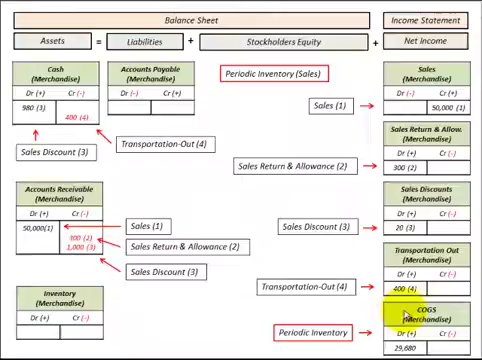 Balance Sheet
Income Statement
Assets = Liabilities + Stockholders Equity + Net Income
Cash
(Merchandise)
Dr (+) Cr (-)
980 (3)
400 (4)
Accounts Payable
(Merchandise)
Dr (-) Cr (+)
Periodic Inventory (Sales)
Sales
(Merchandise)
Dr (-) Cr (+)
50,000 (1)
Sales (1)
Sales Discount (3)
Transportation-Out (4)
Sales Return & Allow.
(Merchandise)
Dr (+) Cr (-)
300 (2)
Sales Return & Allowance (2)
Accounts Receivable
(Merchandise)
Dr (+) Cr (-)
50,000(1)
300 (2)
1,000 (3)
Sales (1)
Sales Return & Allowance (2)
Sales Discount (3)
Sales Discounts
(Merchandise)
Dr (+) Cr (-)
20 (3)
Sales Discount (3)
Transportation Out
(Merchandise)
Dr (+) Cr (-)
400 (4)
Transportation-Out (4)
Inventory
(Merchandise)
Dr (+) Cr (-)
Periodic Inventory
COGS
(Merchandise)
Dr (+) Cr (-)
29,680